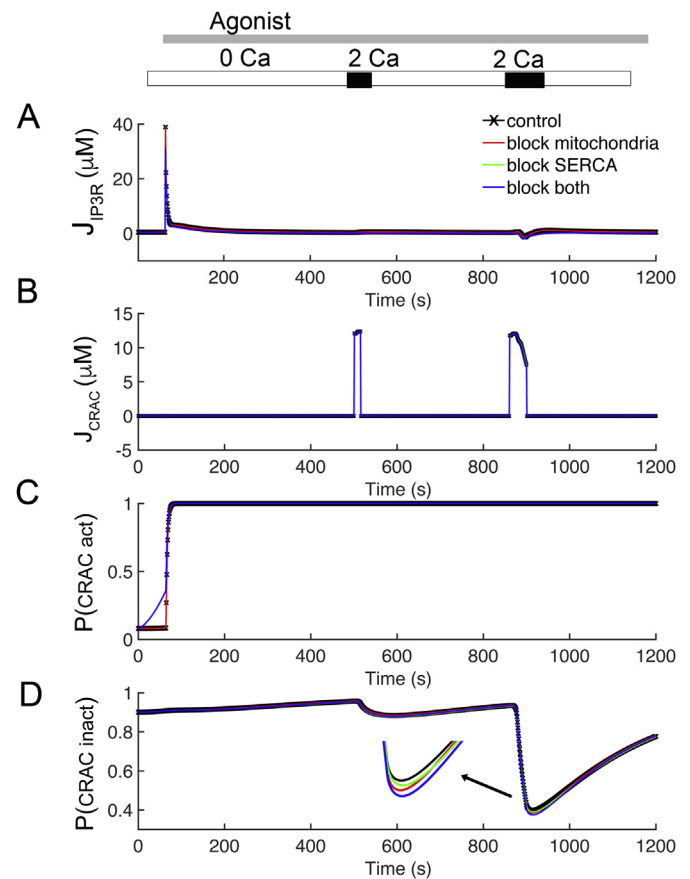 Agonist
0 Ca 2 Ca 2 Ca
A
J_IP3R (μM)
40
20
0
control
block mitochondria
block SERCA
block both
200 400 600 800 1000 1200
Time (s)
B
J_CRAC (μM)
15
10
5
0
-5
0 200 400 600 800 1000 1200
Time (s)
C
P(CRAC act)
1
0.5
0
0 200 400 600 800 1000 1200
Time (s)
D
P(CRAC inact)
1
0.8
0.6
0.4
0 200 400 600 800 1000 1200
Time (s)